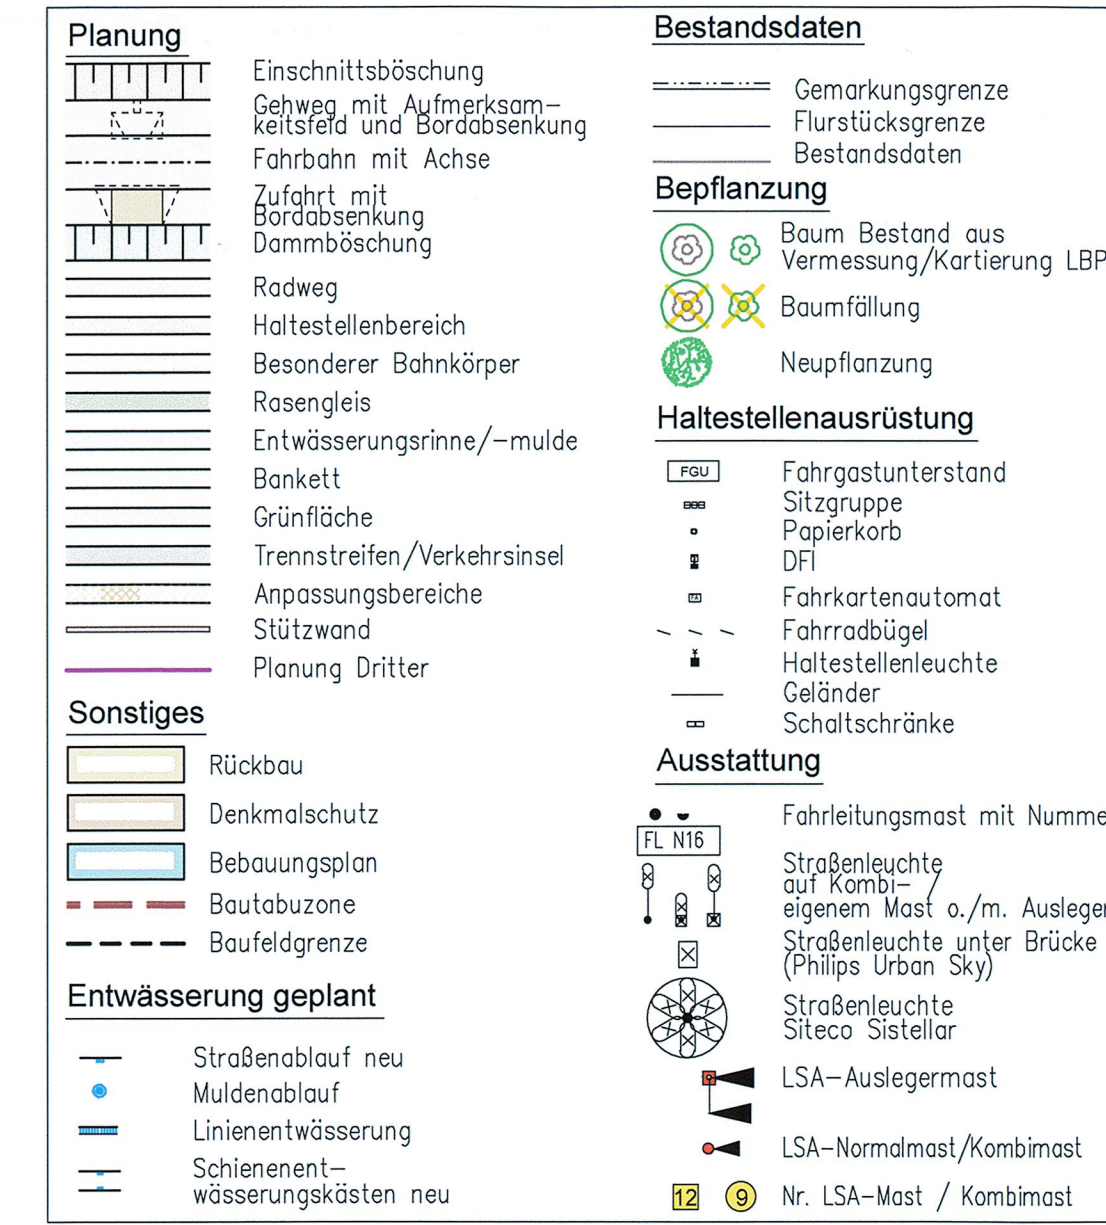 Planung
Einschnittsböschung
Gehweg mit Aufmerksam-
keitsfeld und Bordabsenkung
Fahrbahn mit Achse
Zufahrt mit
Bordabsenkung
Dammböschung
Radweg
Haltestellenbereich
Besonderer Bahnkörper
Rasengleis
Entwässerungsrinne/-mulde
Bankett
Grünfläche
Trennstreifen/Verkehrsinsel
Anpassungsbereiche
Stützwand
Planung Dritter
Sonstiges
Rückbau
Denkmalschutz
Bebauungsplan
Bautabuzone
Baufeldgrenze
Entwässerung geplant
Straßenablauf neu
Muldenablauf
Linienentwässerung
Schienenent-
wässerungskästen neu
Bestandsdaten
Gemarkungsgrenze
Flurstücksgrenze
Bestandsdaten
Bepflanzung
Baum Bestand aus
Vermessung/Kartierung LBP
Baumfällung
Neupflanzung
Haltestellenausrüstung
FGU Fahrgastunterstand
Sitzgruppe
Papierkorb
DFI
FA Fahrkartenautomat
Fahrradbügel
Haltestellenleuchte
Geländer
Schaltschränke
Ausstattung
Fahrleitungsmast mit Numme
FL N16
Straßenleuchte
auf Kombi- /
eigenem Mast o./m. Ausleger
Straßenleuchte unter Brücke
(Philips Urban Sky)
Straßenleuchte
Siteco Sistellar
LSA-Auslegermast
LSA-Normalmast/Kombimast
12 9 Nr. LSA-Mast / Kombimast